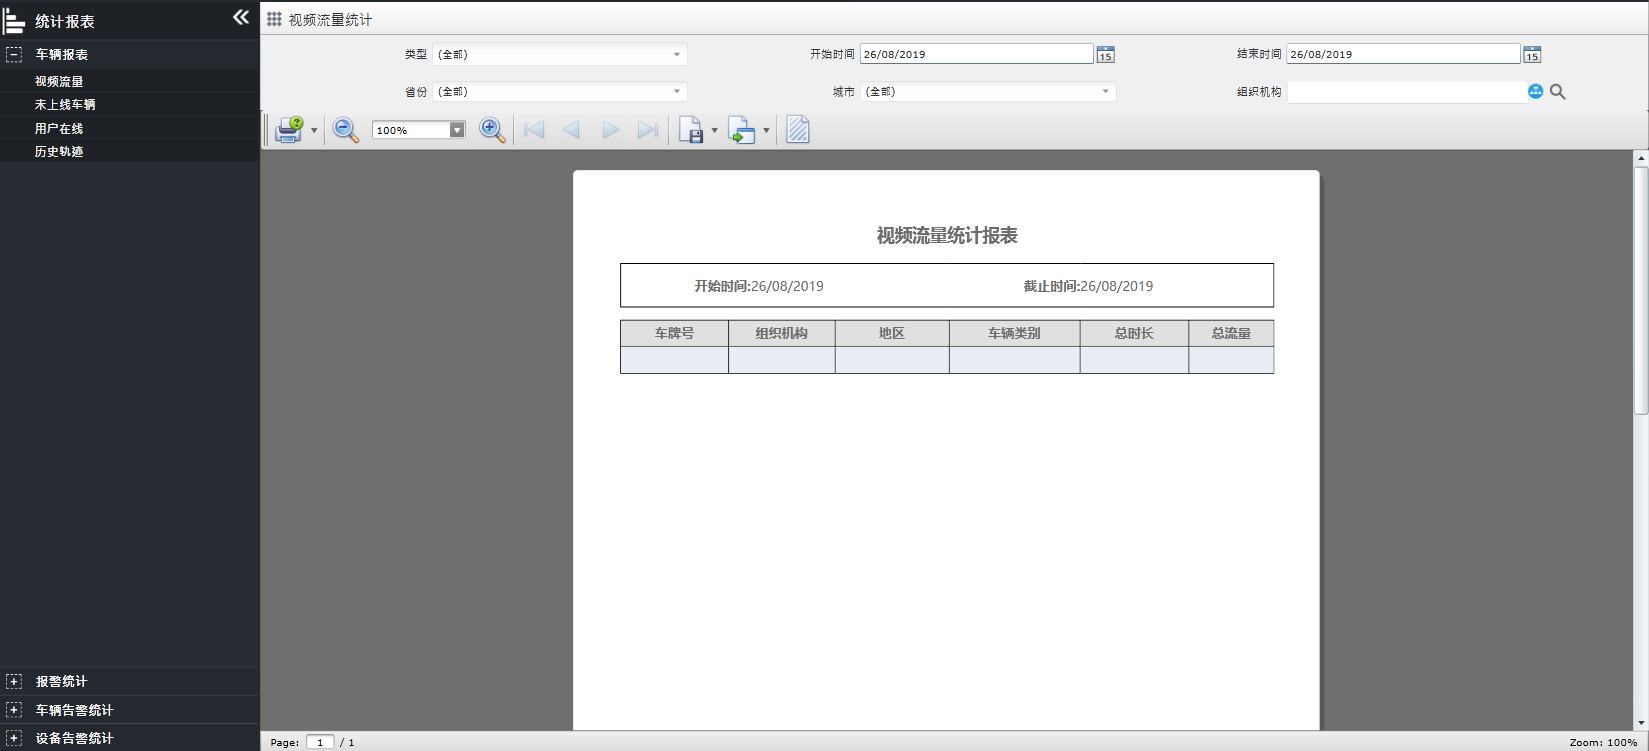 统计报表
车辆报表
视频流量
未上线车辆
用户在线
历史轨迹
报警统计
车辆告警统计
设备告警统计
视频流量统计
类型 (全部) 开始时间 26/08/2019 15 结束时间 26/08/2019 15
省份 (全部) 城市 (全部) 组织机构
100%
视频流量统计报表
开始时间:26/08/2019 截止时间:26/08/2019
车牌号 组织机构 地区 车辆类别 总时长 总流量
Page: 1 / 1 Zoom: 100%